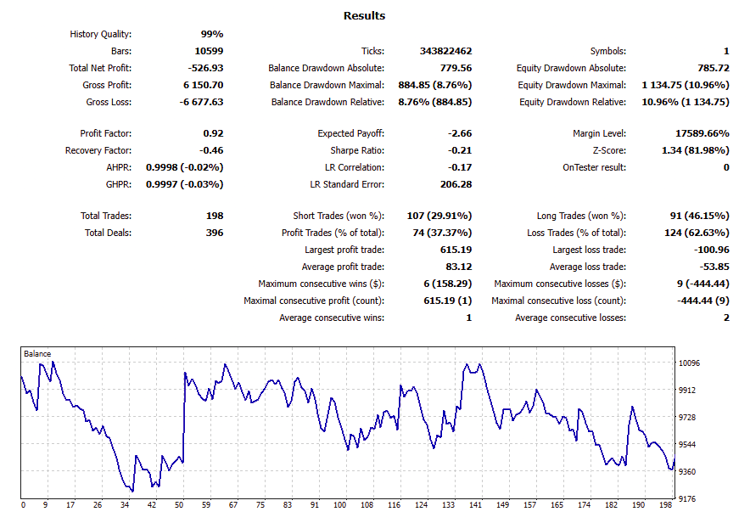 Results
History Quality: 99%
Bars: 10599 Ticks: 343822462 Symbols: 1
Total Net Profit: -526.93 Balance Drawdown Absolute: 779.56 Equity Drawdown Absolute: 785.72
Gross Profit: 6 150.70 Balance Drawdown Maximal: 884.85 (8.76%) Equity Drawdown Maximal: 1 134.75 (10.96%)
Gross Loss: -6 677.63 Balance Drawdown Relative: 8.76% (884.85) Equity Drawdown Relative: 10.96% (1 134.75)
Profit Factor: 0.92 Expected Payoff: -2.66 Margin Level: 17589.66%
Recovery Factor: -0.46 Sharpe Ratio: -0.21 Z-Score: 1.34 (81.98%)
AHPR: 0.9998 (-0.02%) LR Correlation: -0.17 OnTester result: 0
GHPR: 0.9997 (-0.03%) LR Standard Error: 206.28
Total Trades: 198 Short Trades (won %): 107 (29.91%) Long Trades (won %): 91 (46.15%)
Total Deals: 396 Profit Trades (% of total): 74 (37.37%) Loss Trades (% of total): 124 (62.63%)
Largest profit trade: 615.19 Largest loss trade: -100.96
Average profit trade: 83.12 Average loss trade: -53.85
Maximum consecutive wins ($): 6 (158.29) Maximum consecutive losses ($): 9 (-444.44)
Maximal consecutive profit (count): 615.19 (1) Maximal consecutive loss (count): -444.44 (9)
Average consecutive wins: 1 Average consecutive losses: 2
Balance
10096
9912
9728
9544
9360
9176
0 9 17 26 34 42 50 59 67 75 83 91 100 108 116 124 133 141 149 157 165 174 182 190 198